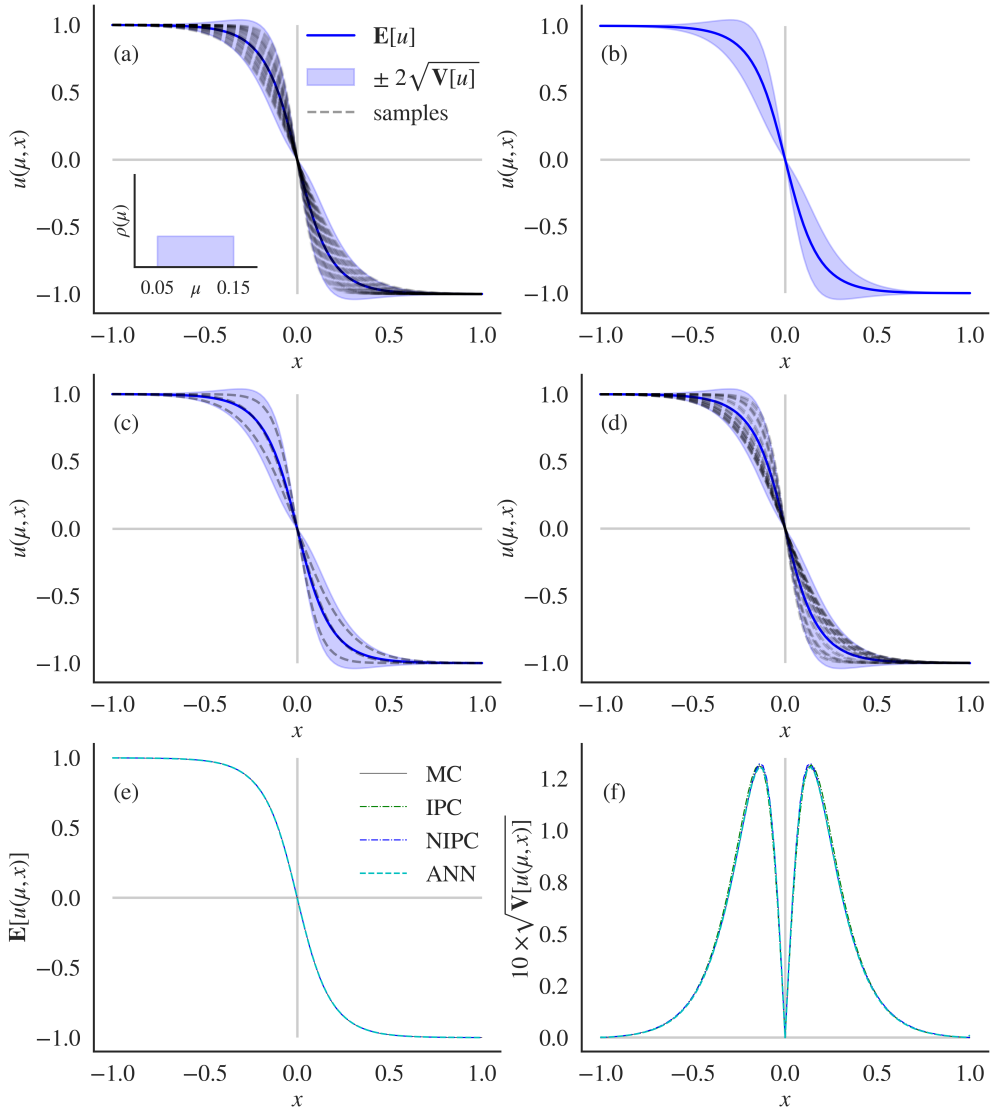 1.0
0.5
0.0
−0.5
−1.0
u(μ, x)
(a)
E[u]
± 2√V[u]
samples
ρ(μ)
0.05 μ 0.15
−1.0 −0.5 0.0 0.5 1.0
x
1.0
0.5
0.0
−0.5
−1.0
u(μ, x)
(b)
−1.0 −0.5 0.0 0.5 1.0
x
1.0
0.5
0.0
−0.5
−1.0
u(μ, x)
(c)
−1.0 −0.5 0.0 0.5 1.0
x
1.0
0.5
0.0
−0.5
−1.0
u(μ, x)
(d)
−1.0 −0.5 0.0 0.5 1.0
x
1.0
0.5
0.0
−0.5
−1.0
E[u(μ, x)]
(e)
MC
IPC
NIPC
ANN
−1.0 −0.5 0.0 0.5 1.0
x
1.2
1.0
0.8
0.5
0.2
0.0
10 ×√V[u(μ, x)]
(f)
−1.0 −0.5 0.0 0.5 1.0
x